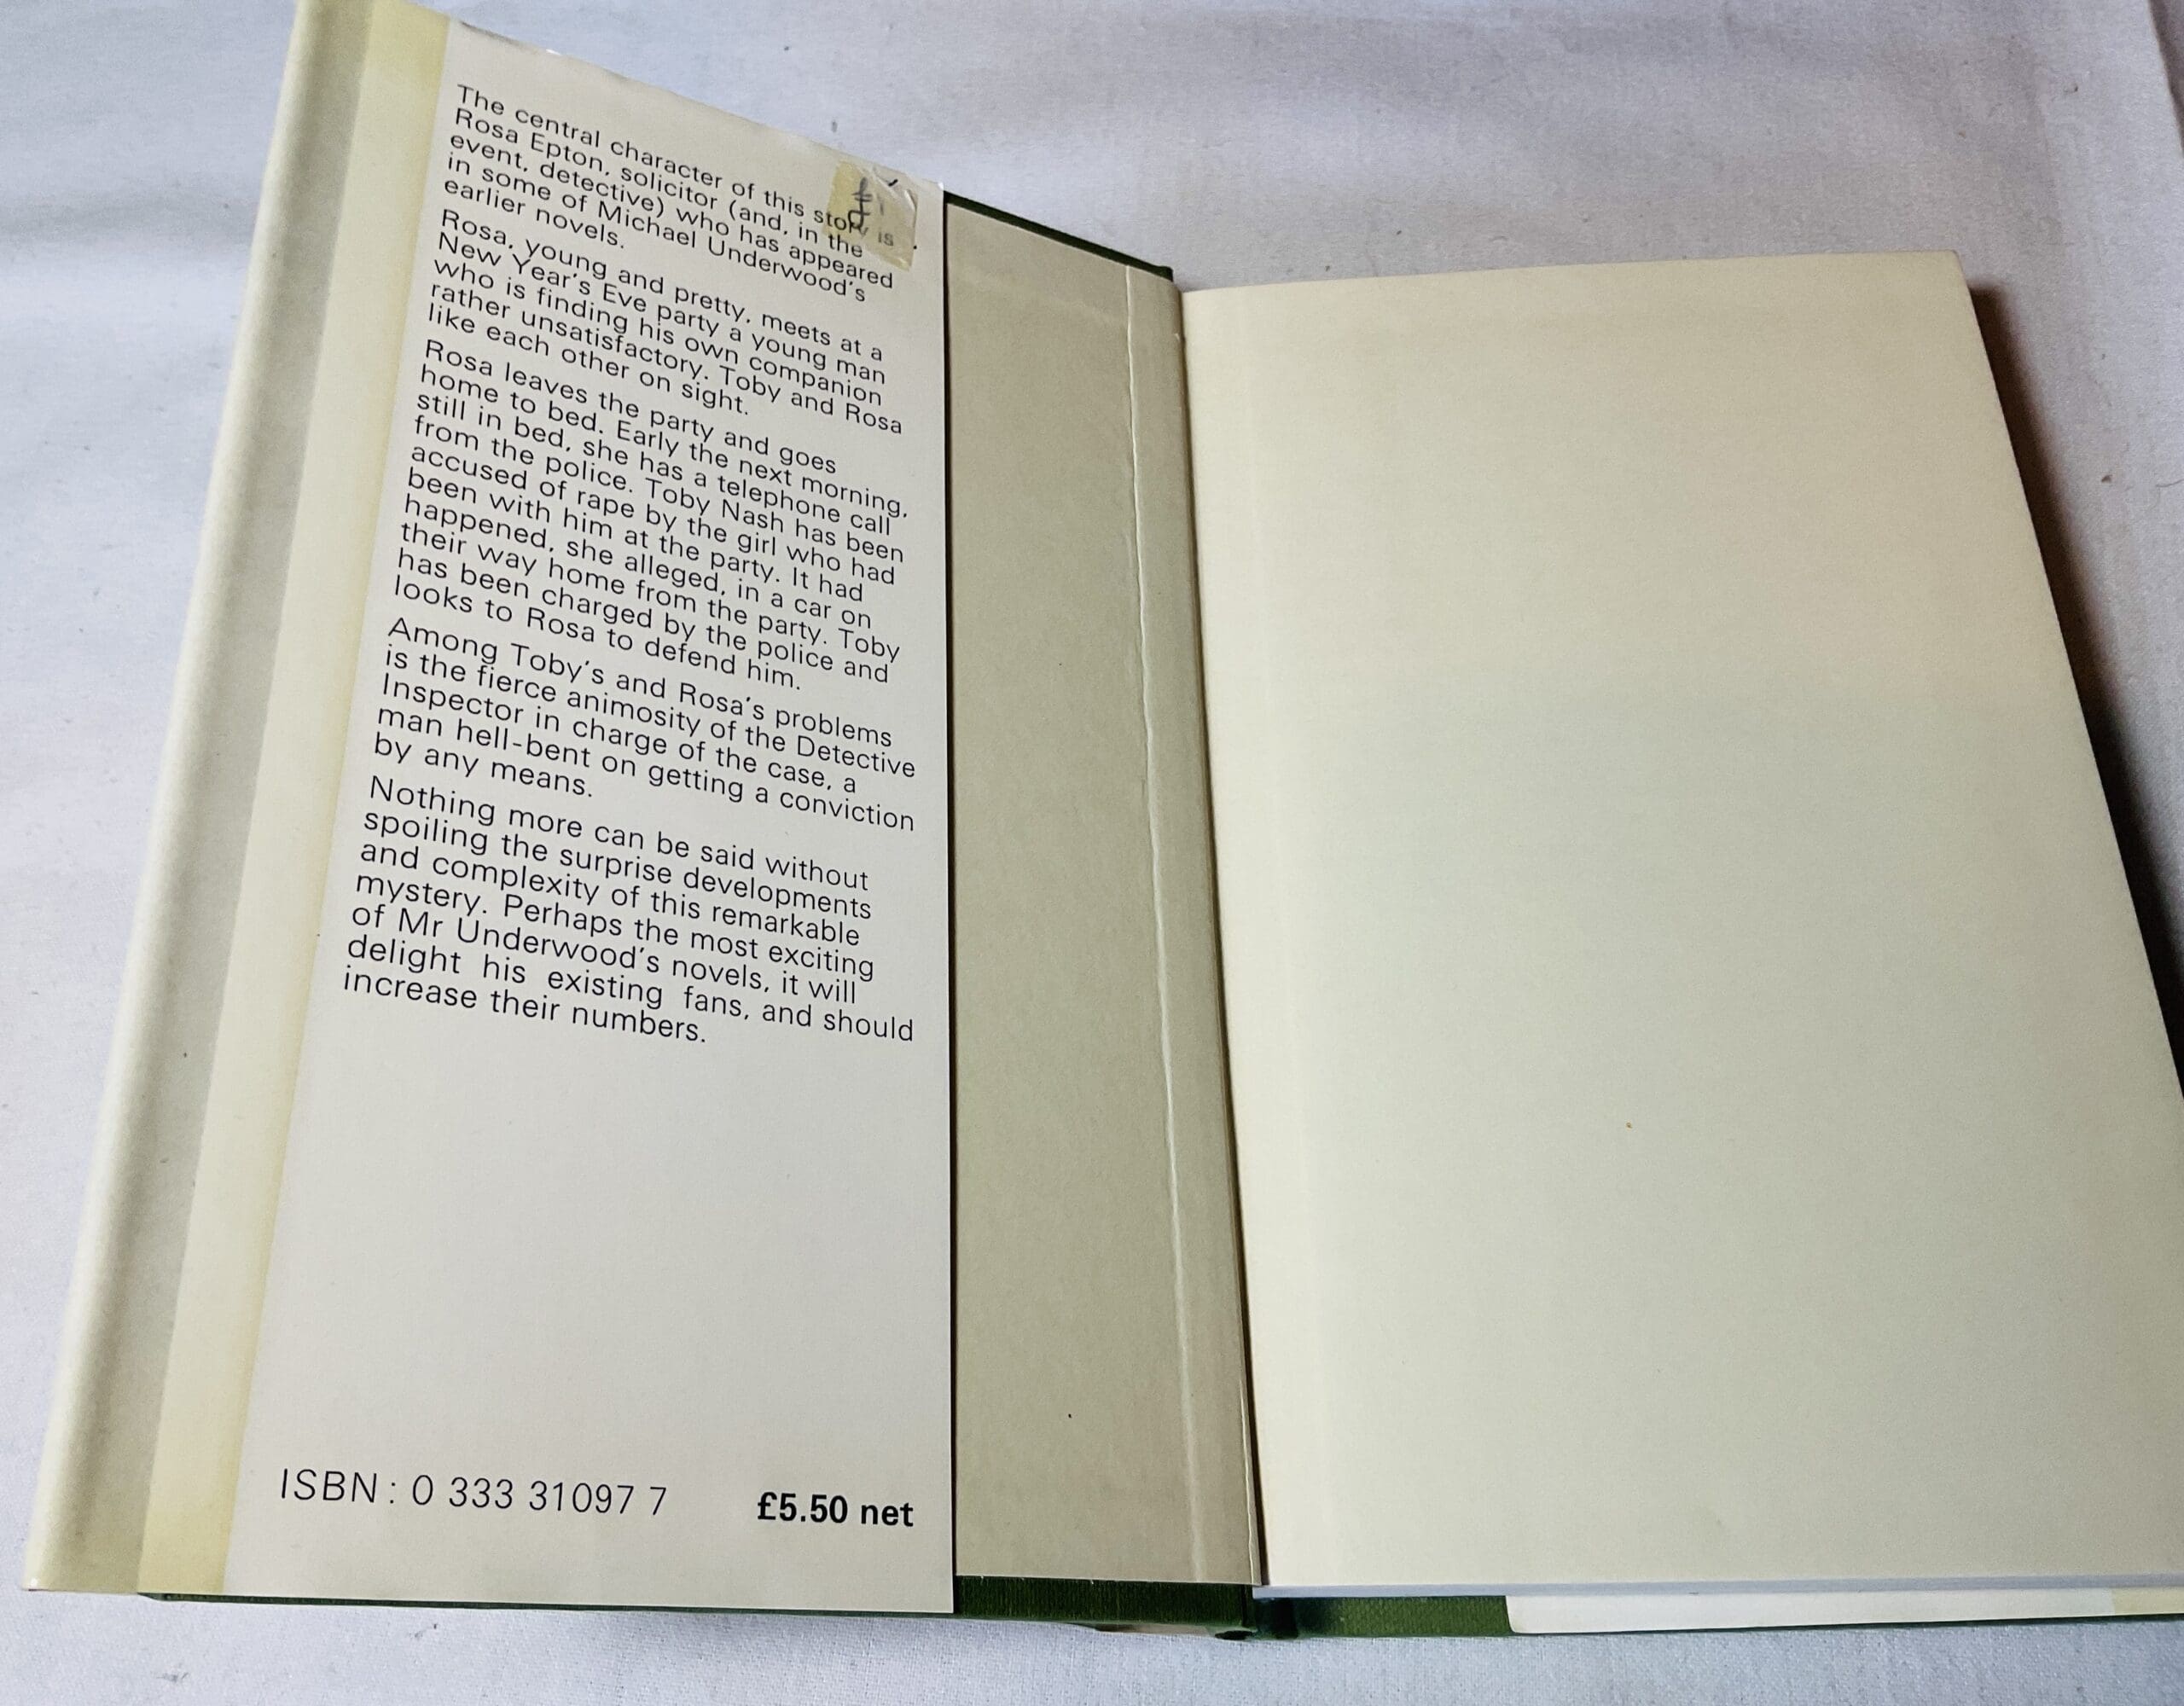 The central character of this story is
Rosa Epton, solicitor (and, in the
event, detective) who has appeared
in some of Michael Underwood's
earlier novels.
Rosa, young and pretty, meets at a
New Year's Eve party a young man
who is finding his own companion
rather unsatisfactory. Toby and Rosa
like each other on sight.
Rosa leaves the party and goes
home to bed. Early the next morning,
still in bed, she has a telephone call
from the police. Toby Nash has been
accused of rape by the girl who had
been with him at the party. It had
happened, she alleged, in a car on
their way home from the party. Toby
has been charged by the police and
looks to Rosa to defend him.
Among Toby's and Rosa's problems
is the fierce animosity of the Detective
Inspector in charge of the case, a
man hell-bent on getting a conviction
by any means.
Nothing more can be said without
spoiling the surprise developments
and complexity of this remarkable
mystery. Perhaps the most exciting
of Mr Underwood's novels, it will
delight his existing fans, and should
increase their numbers.
ISBN: 0 333 31097 7 £5.50 net